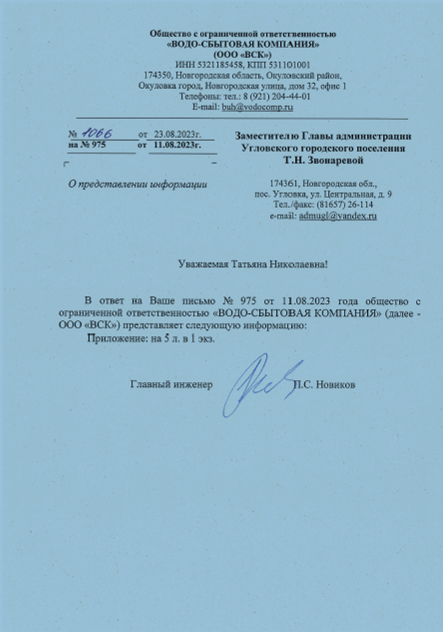 Общество с ограниченной ответственностью
«ВОДО-СБЫТОВАЯ КОМПАНИЯ»
(ООО «ВСК»)
ИНН 5321185458, КПП 531101001
174350, Новгородская область, Окуловский район,
Окуловка город, Новгородская улица, дом 32, офис 1
Телефоны: тел.: 8 (921) 204-44-01
E-mail: buh@vodocomp.ru
№ 1066 от 23.08.2023г.
на № 975 от 11.08.2023г.
О представлении информации
Заместителю Главы администрации
Угловского городского поселения
Т.Н. Звонаревой
174361, Новгородская обл.,
пос. Угловка, ул. Центральная, д. 9
Тел./факс: (81657) 26-114
e-mail: admugl@yandex.ru
Уважаемая Татьяна Николаевна!
В ответ на Ваше письмо № 975 от 11.08.2023 года общество с
ограниченной ответственностью «ВОДО-СБЫТОВАЯ КОМПАНИЯ» (далее -
ООО «ВСК») представляет следующую информацию:
Приложение: на 5 л. в 1 экз.
Главный инженер П.С. Новиков